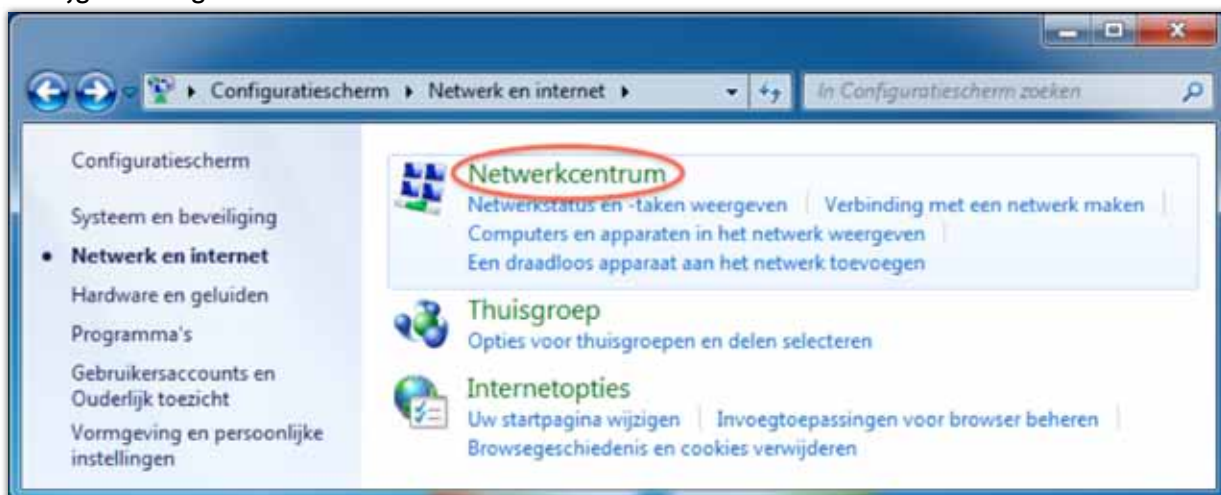 Configuratiescherm ▸ Netwerk en internet ▸
In Configuratiescherm zoeken
Configuratiescherm
Systeem en beveiliging
• Netwerk en internet
Hardware en geluiden
Programma's
Gebruikersaccounts en
Ouderlijk toezicht
Vormgeving en persoonlijke
instellingen
Netwerkcentrum
Netwerkstatus en -taken weergeven | Verbinding met een netwerk maken
Computers en apparaten in het netwerk weergeven
Een draadloos apparaat aan het netwerk toevoegen
Thuisgroep
Opties voor thuisgroepen en delen selecteren
Internetopties
Uw startpagina wijzigen | Invoegtoepassingen voor browser beheren
Browsegeschiedenis en cookies verwijderen